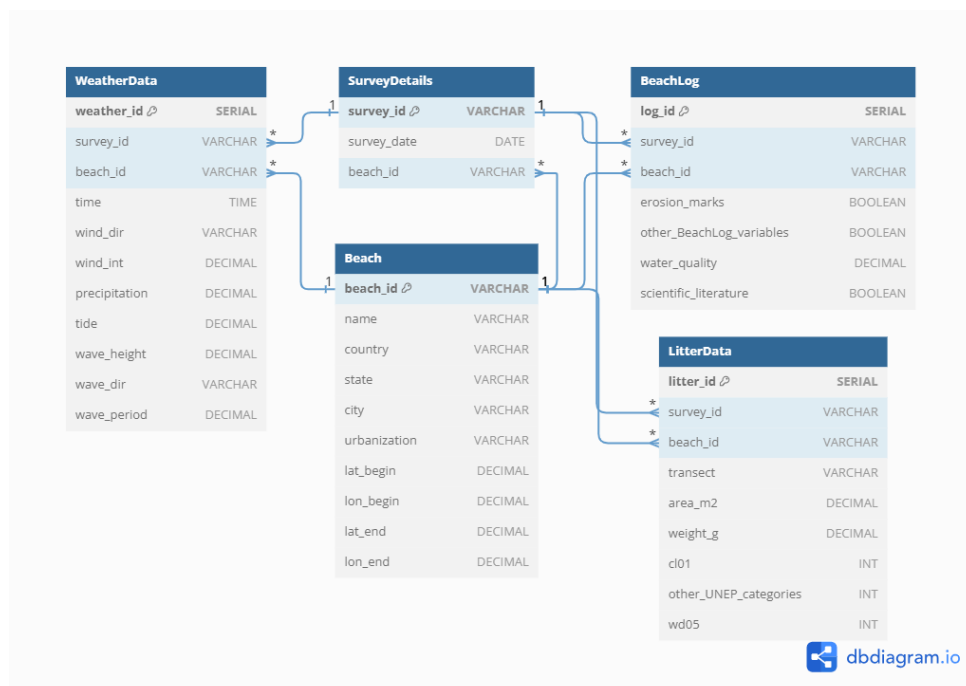 WeatherData
weather_id SERIAL
survey_id VARCHAR
beach_id VARCHAR
time TIME
wind_dir VARCHAR
wind_int DECIMAL
precipitation DECIMAL
tide DECIMAL
wave_height DECIMAL
wave_dir VARCHAR
wave_period DECIMAL
* 1
* 1
SurveyDetails
survey_id VARCHAR
survey_date DATE
beach_id VARCHAR
1
*
Beach
beach_id VARCHAR
name VARCHAR
country VARCHAR
state VARCHAR
city VARCHAR
urbanization VARCHAR
lat_begin DECIMAL
lon_begin DECIMAL
lat_end DECIMAL
lon_end DECIMAL
1
BeachLog
log_id SERIAL
* survey_id VARCHAR
* beach_id VARCHAR
erosion_marks BOOLEAN
other_BeachLog_variables BOOLEAN
water_quality DECIMAL
scientific_literature BOOLEAN
LitterData
litter_id SERIAL
* survey_id VARCHAR
* beach_id VARCHAR
transect VARCHAR
area_m2 DECIMAL
weight_g DECIMAL
cl01 INT
other_UNEP_categories INT
wd05 INT
dbdiagram.io